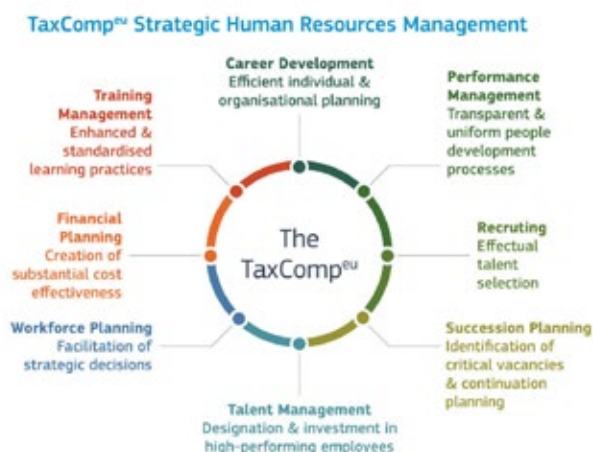 TaxCompᵉᵘ Strategic Human Resources Management
Career Development
Efficient individual &
organisational planning
Performance
Management
Transparent &
uniform people
development
processes
Recruting
Effectual
talent
selection
Succession Planning
Identification of
critical vacancies
& continuation
planning
Talent Management
Designation & investment in
high-performing employees
Workforce Planning
Facilitation of
strategic decisions
Financial
Planning
Creation of
substantial cost
effectiveness
Training
Management
Enhanced &
standardised
learning practices
The
TaxCompᵉᵘ